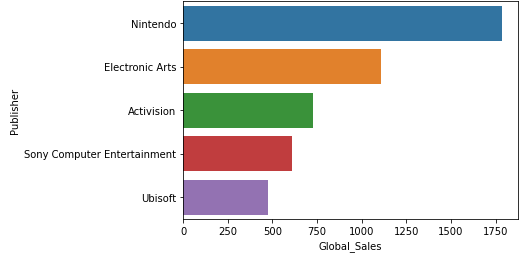 Publisher
Nintendo
Electronic Arts
Activision
Sony Computer Entertainment
Ubisoft
0 250 500 750 1000 1250 1500 1750
Global_Sales